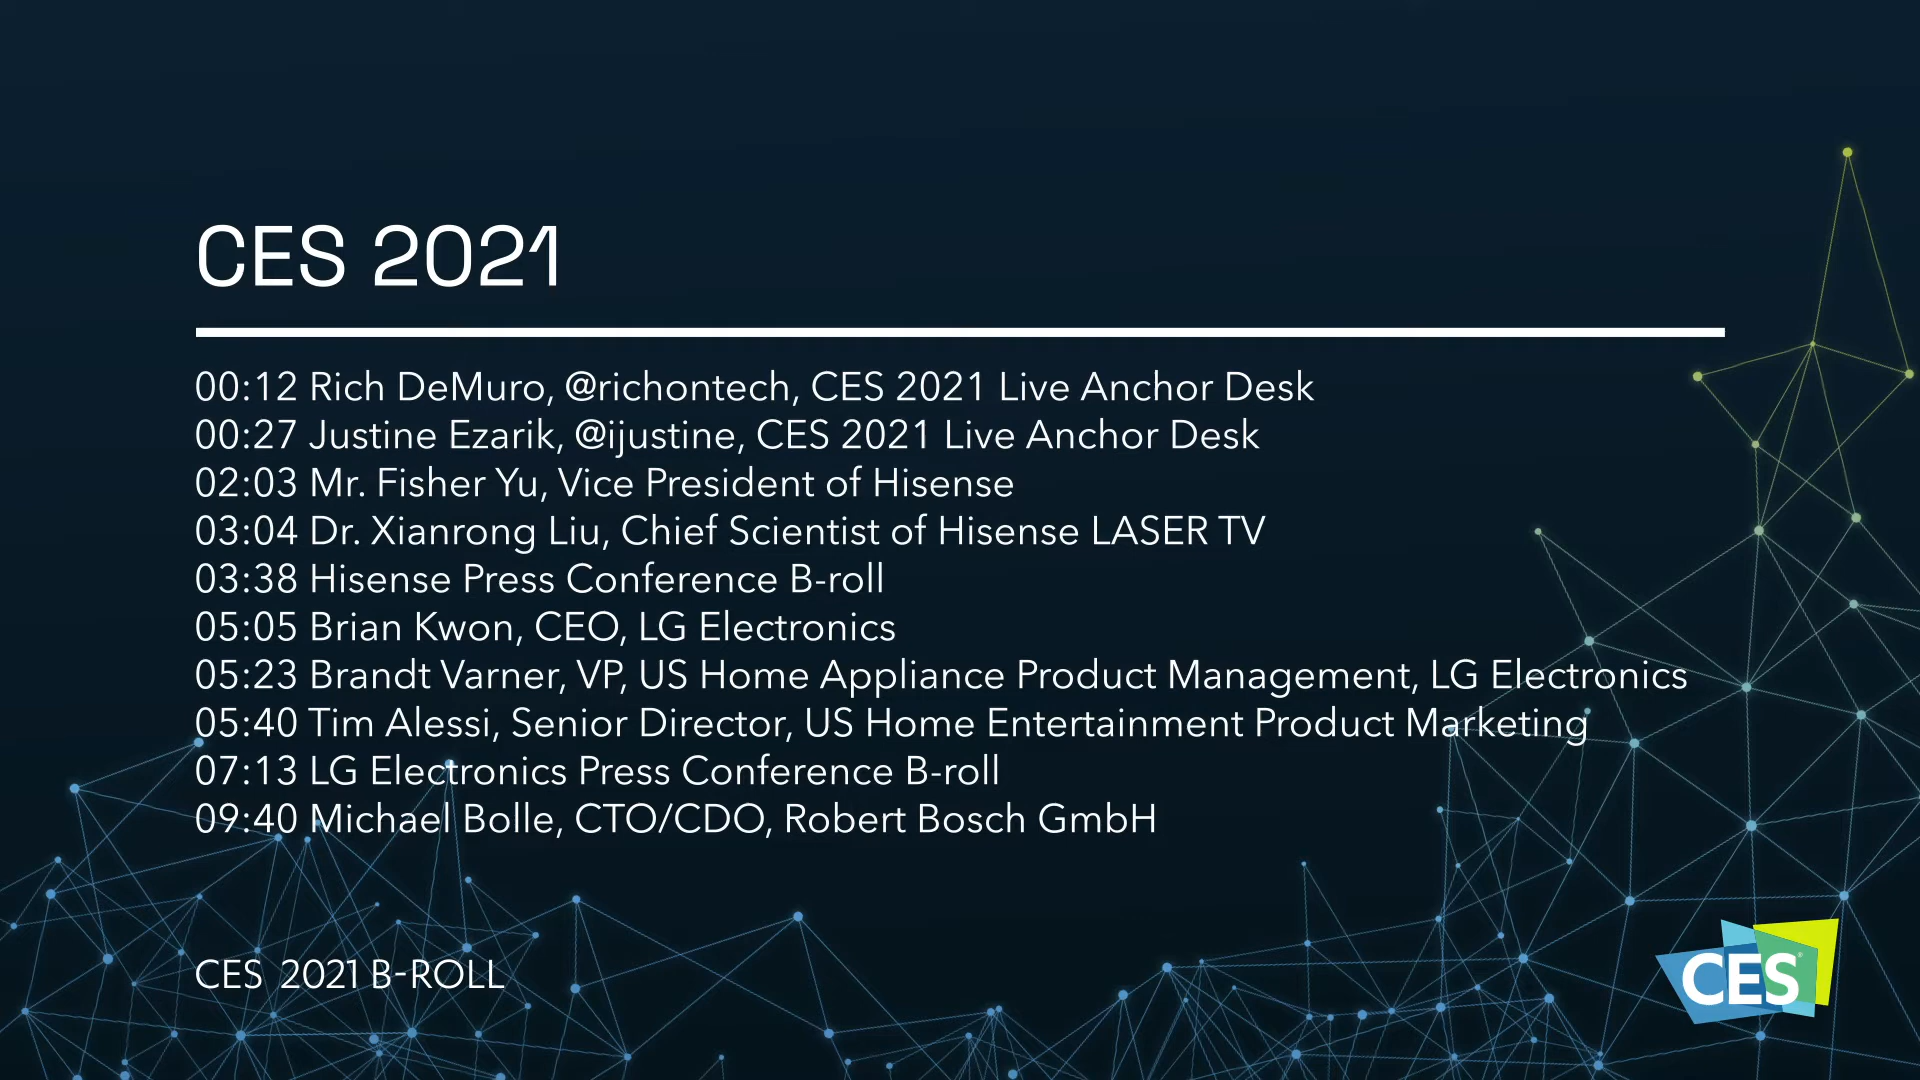 CES 2021
00:12 Rich DeMuro, @richontech, CES 2021 Live Anchor Desk
00:27 Justine Ezarik, @ijustine, CES 2021 Live Anchor Desk
02:03 Mr. Fisher Yu, Vice President of Hisense
03:04 Dr. Xianrong Liu, Chief Scientist of Hisense LASER TV
03:38 Hisense Press Conference B-roll
05:05 Brian Kwon, CEO, LG Electronics
05:23 Brandt Varner, VP, US Home Appliance Product Management, LG Electronics
05:40 Tim Alessi, Senior Director, US Home Entertainment Product Marketing
07:13 LG Electronics Press Conference B-roll
09:40 Michael Bolle, CTO/CDO, Robert Bosch GmbH
CES 2021 B-ROLL
CES